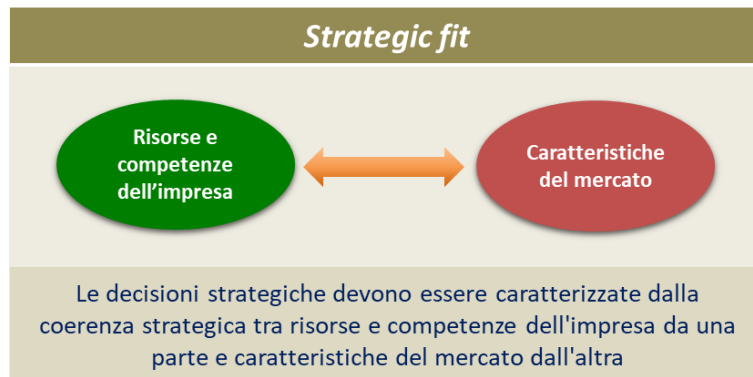 Strategic fit
Risorse e
competenze
dell’impresa
Caratteristiche
del mercato
Le decisioni strategiche devono essere caratterizzate dalla
coerenza strategica tra risorse e competenze dell'impresa da una
parte e caratteristiche del mercato dall'altra